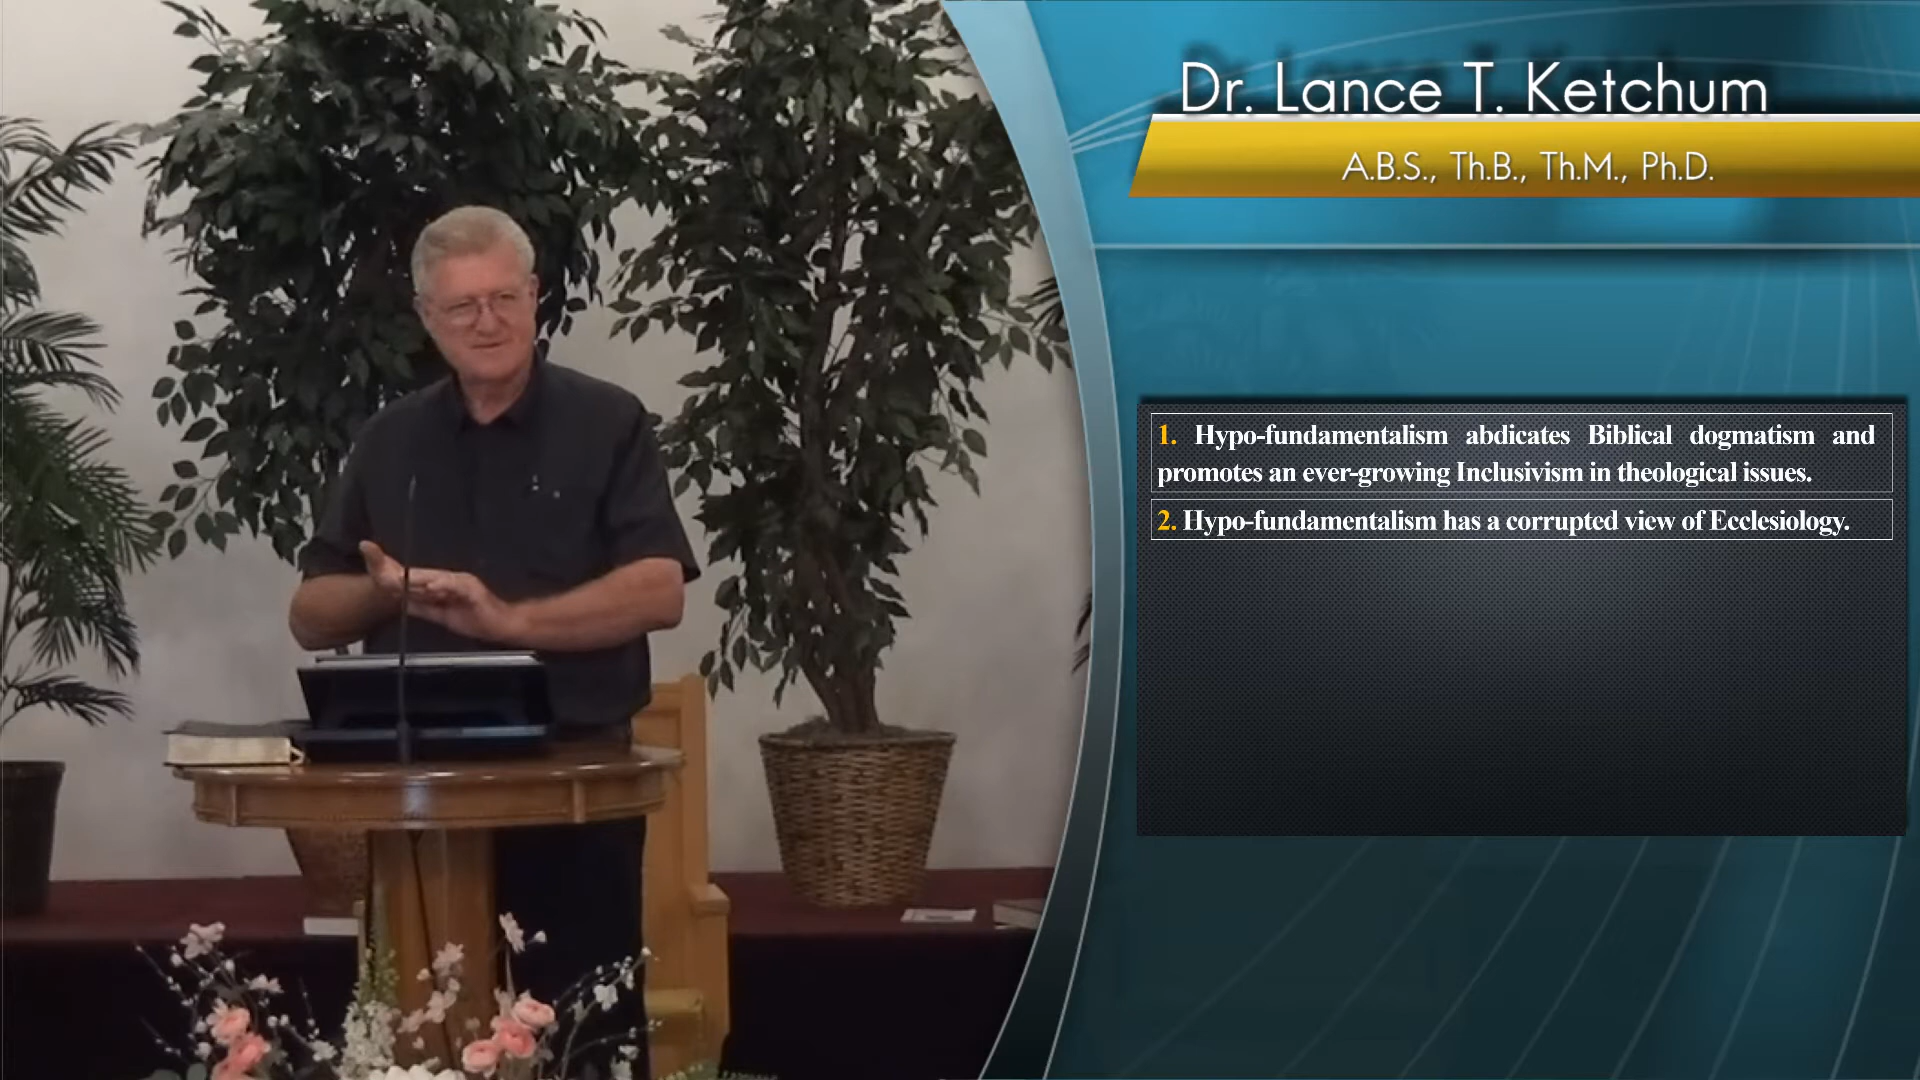 Dr. Lance T. Ketchum
A.B.S., Th.B., Th.M., Ph.D.
1. Hypo-fundamentalism abdicates Biblical dogmatism and
promotes an ever-growing Inclusivism in theological issues.
2. Hypo-fundamentalism has a corrupted view of Ecclesiology.